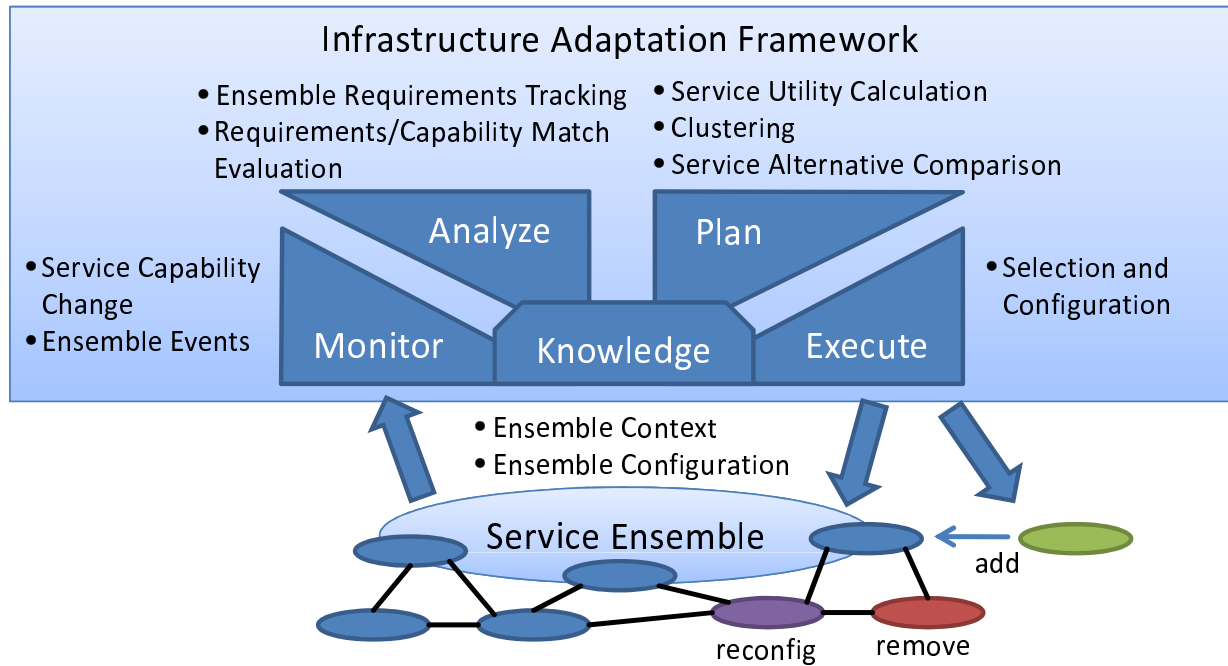 Infrastructure Adaptation Framework
• Ensemble Requirements Tracking
• Requirements/Capability Match
Evaluation
• Service Utility Calculation
• Clustering
• Service Alternative Comparison
Analyze
Plan
• Service Capability
Change
• Ensemble Events
• Selection and
Configuration
Monitor
Knowledge
Execute
• Ensemble Context
• Ensemble Configuration
Service Ensemble
add
reconfig
remove